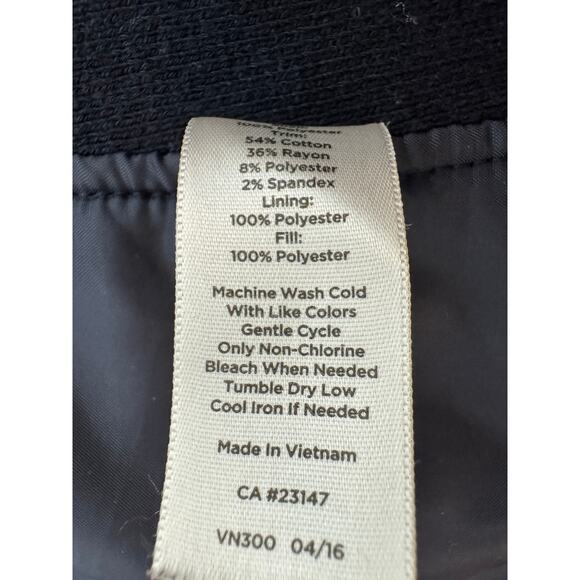 100% Polyester
Trim:
54% Cotton
36% Rayon
8% Polyester
2% Spandex
Lining:
100% Polyester
Fill:
100% Polyester
Machine Wash Cold
With Like Colors
Gentle Cycle
Only Non-Chlorine
Bleach When Needed
Tumble Dry Low
Cool Iron If Needed
Made In Vietnam
CA #23147
VN300 04/16